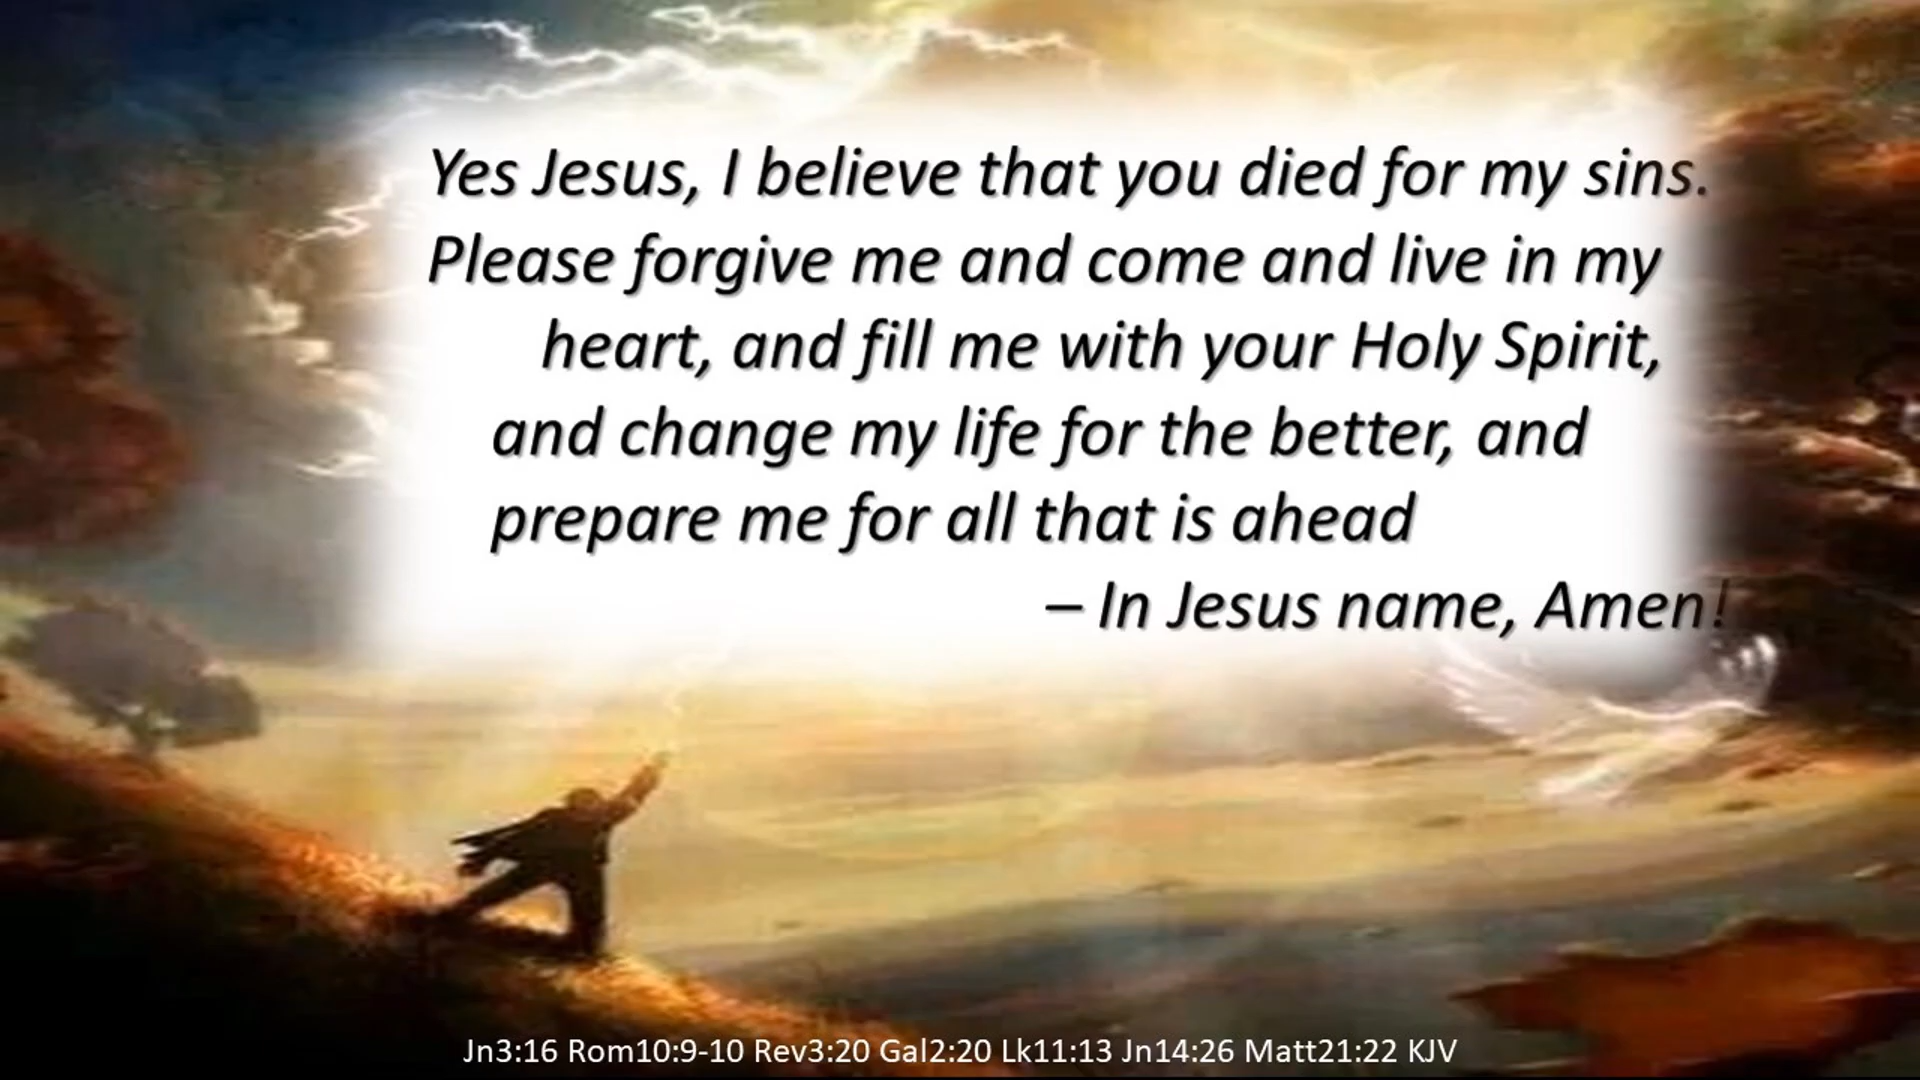 Yes Jesus, I believe that you died for my sins.
Please forgive me and come and live in my
heart, and fill me with your Holy Spirit,
and change my life for the better, and
prepare me for all that is ahead
– In Jesus name, Amen!
Jn3:16 Rom10:9-10 Rev3:20 Gal2:20 Lk11:13 Jn14:26 Matt21:22 KJV